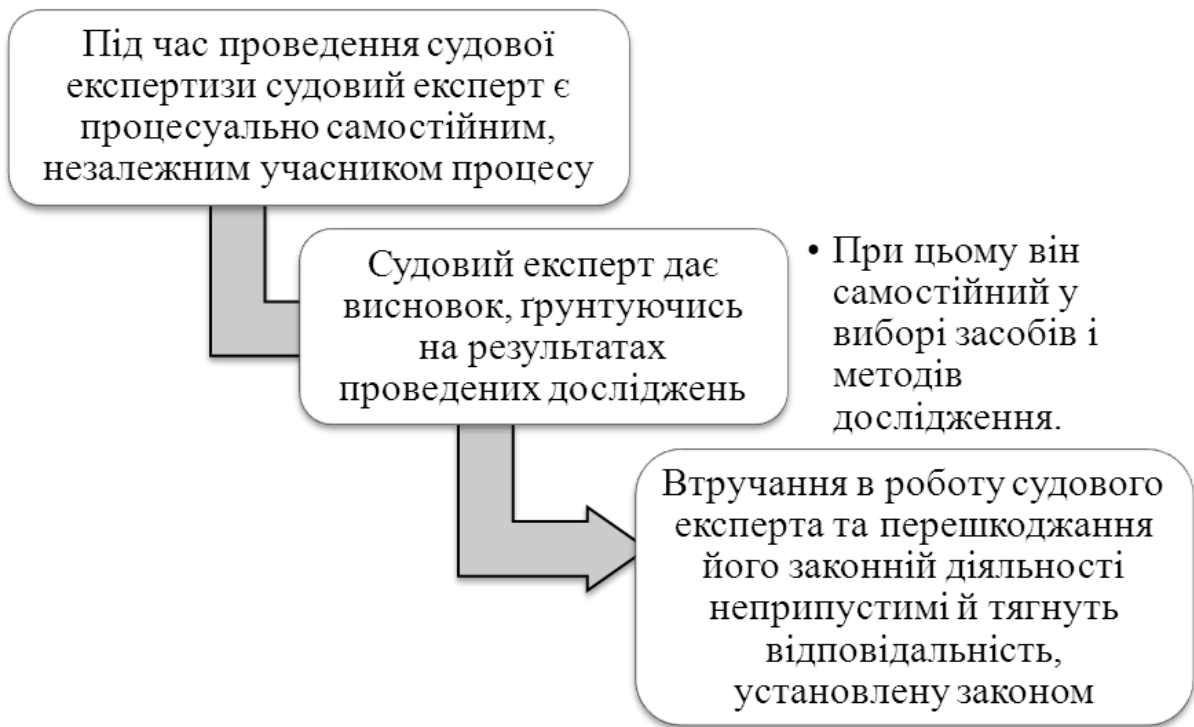 Під час проведення судової
експертизи судовий експерт є
процесуально самостійним,
незалежним учасником процесу
Судовий експерт дає
висновок, ґрунтуючись
на результатах
проведених досліджень
• При цьому він
самостійний у
виборі засобів і
методів
дослідження.
Втручання в роботу судового
експерта та перешкоджання
його законній діяльності
неприпустимі й тягнуть
відповідальність,
установлену законом